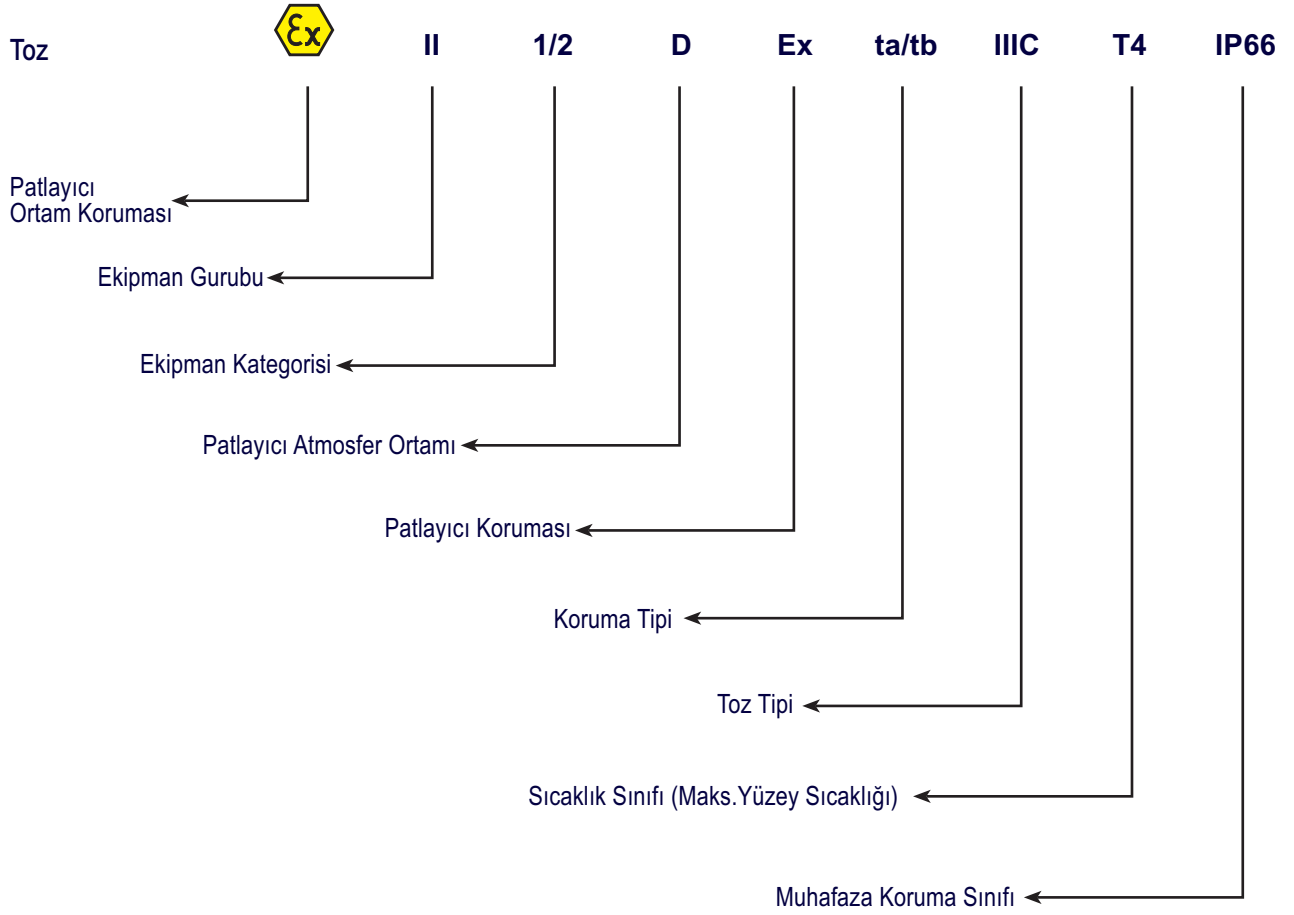 Toz Ex II 1/2 D Ex ta/tb IIIC T4 IP66
Patlayıcı
Ortam Koruması
Ekipman Gurubu
Ekipman Kategorisi
Patlayıcı Atmosfer Ortamı
Patlayıcı Koruması
Koruma Tipi
Toz Tipi
Sıcaklık Sınıfı (Maks.Yüzey Sıcaklığı)
Muhafaza Koruma Sınıfı